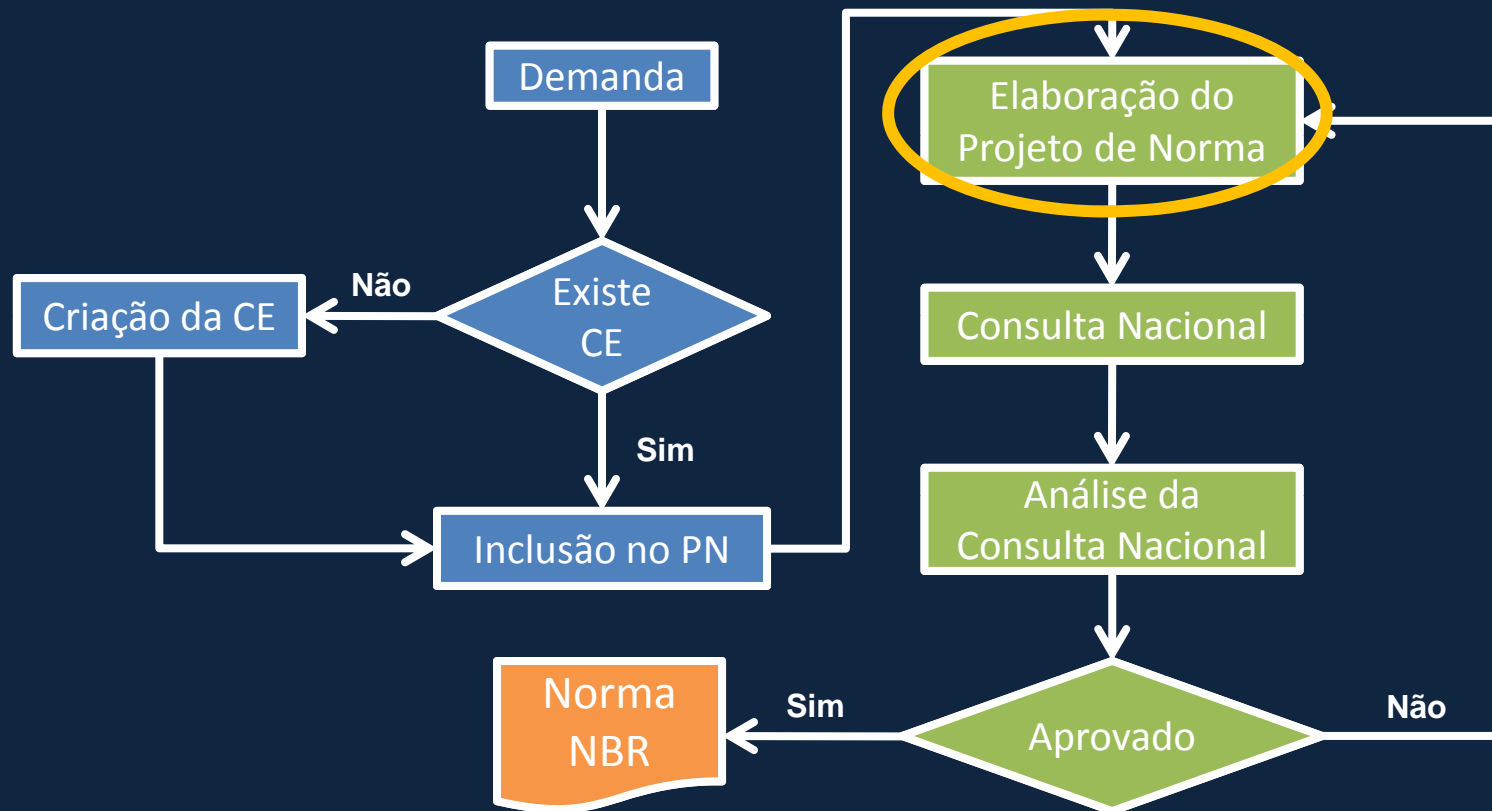 Demanda
Existe
CE
Não
Criação da CE
Sim
Inclusão no PN
Elaboração do
Projeto de Norma
Consulta Nacional
Análise da
Consulta Nacional
Aprovado
Sim
Não
Norma
NBR